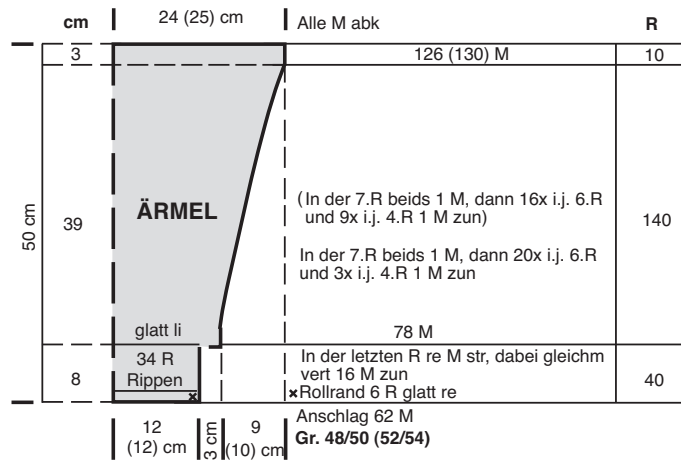 cm
24 (25) cm
Alle M abk
R
3
126 (130) M
10
50 cm
39
ÄRMEL
(In der 7.R beids 1 M, dann 16x i.j. 6.R
und 9x i.j. 4.R 1 M zun)
140
In der 7.R beids 1 M, dann 20x i.j. 6.R
und 3x i.j. 4.R 1 M zun
glatt li
78 M
8
34 R
Rippen
In der letzten R re M str, dabei gleichm
vert 16 M zun
×Rollrand 6 R glatt re
40
×
12
(12) cm
3 cm
9
(10) cm
Anschlag 62 M
Gr. 48/50 (52/54)